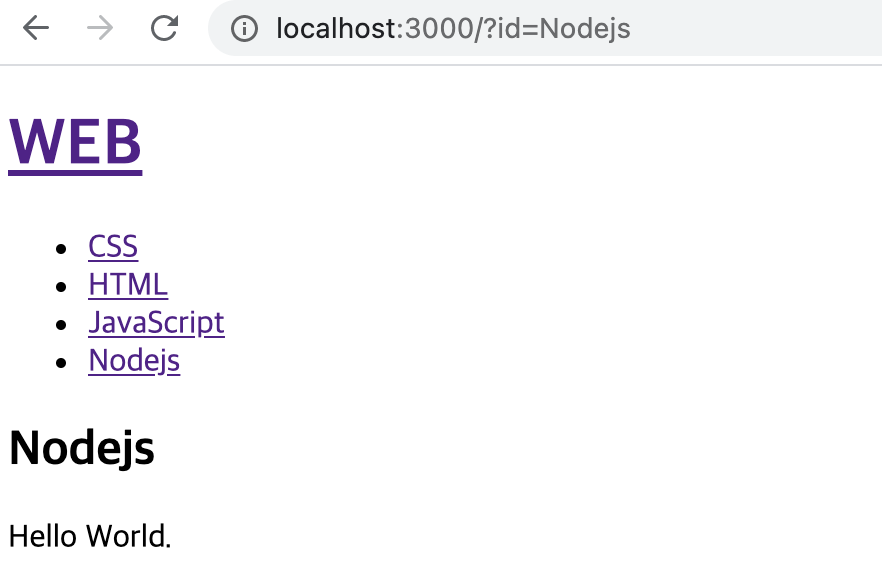 localhost:3000/?id=Nodejs
WEB
CSS
HTML
JavaScript
Nodejs
Nodejs
Hello World.